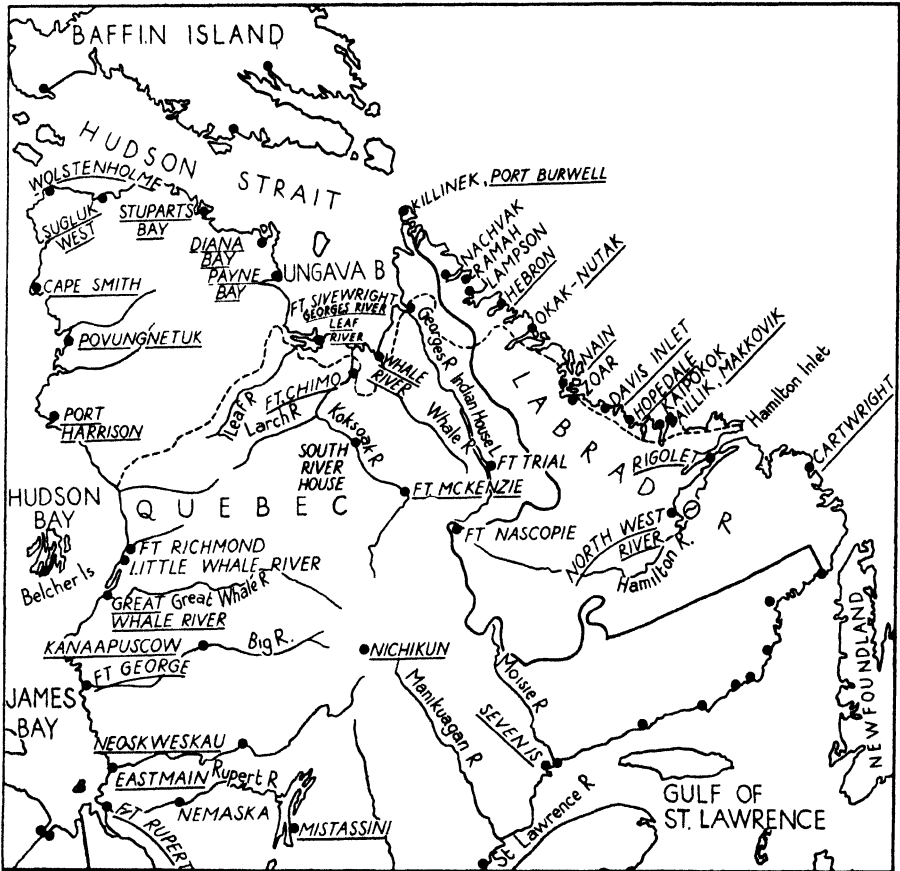 BAFFIN ISLAND
HUDSON
STRAIT
WOLSTENHOLME
SUGLUK
WEST
STUPARTS
BAY
DIANA
BAY
PAYNE
BAY
UNGAVA B
KILLINEK, PORT BURWELL
NACHVAK
RAMAH
LAMPSON
HEBRON
OKAK-NUTAK
CAPE SMITH
FT SIVEWRIGHT
GEORGES RIVER
LEAF
RIVER
Georges R
POVUNGNETUK
NAIN
ZOAR
DAVIS INLET
HOPEDALE
KAIPOKOK
AILLIK, MAKKOVIK
Hamilton Inlet
CARTWRIGHT
WHALE
RIVER
FT. CHIMO
Leaf R
Larch R
Koksoak R
Whale R
Indian House L
LABRADOR
PORT
HARRISON
SOUTH
RIVER
HOUSE
FT TRIAL
FT MCKENZIE
RIGOLET
HUDSON
BAY
QUEBEC
FT NASCOPIE
NORTH WEST
RIVER
Hamilton R.
Belcher Is
FT RICHMOND
LITTLE WHALE RIVER
GREAT
WHALE RIVER
Great Whale R
KANAAPUSCOW
Big R.
FT GEORGE
NICHIKUN
Moisie R
Manikuagan R
JAMES
BAY
NEOSKWESKAU
SEVEN IS
NEWFOUNDLAND
EASTMAIN
Rupert R
FT RUPERT
NEMASKA
MISTASSINI
St Lawrence R
GULF OF
ST. LAWRENCE